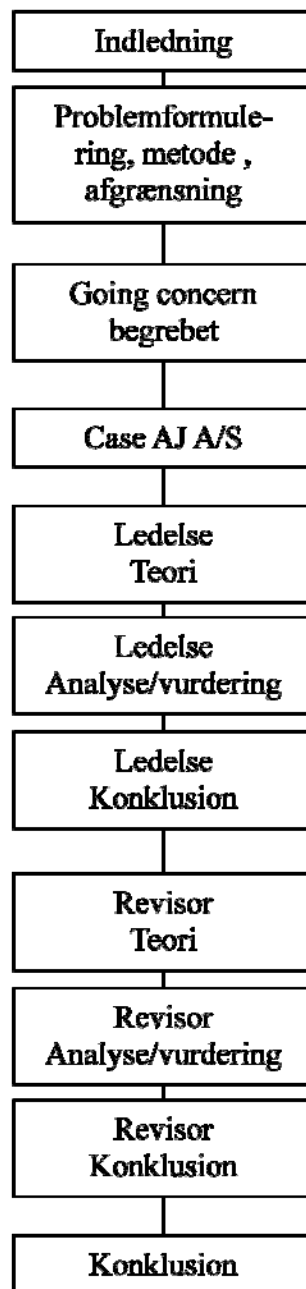 Indledning
Problemformule-
ring, metode ,
afgrænsning
Going concern
begrebet
Case AJ A/S
Ledelse
Teori
Ledelse
Analyse/vurdering
Ledelse
Konklusion
Revisor
Teori
Revisor
Analyse/vurdering
Revisor
Konklusion
Konklusion